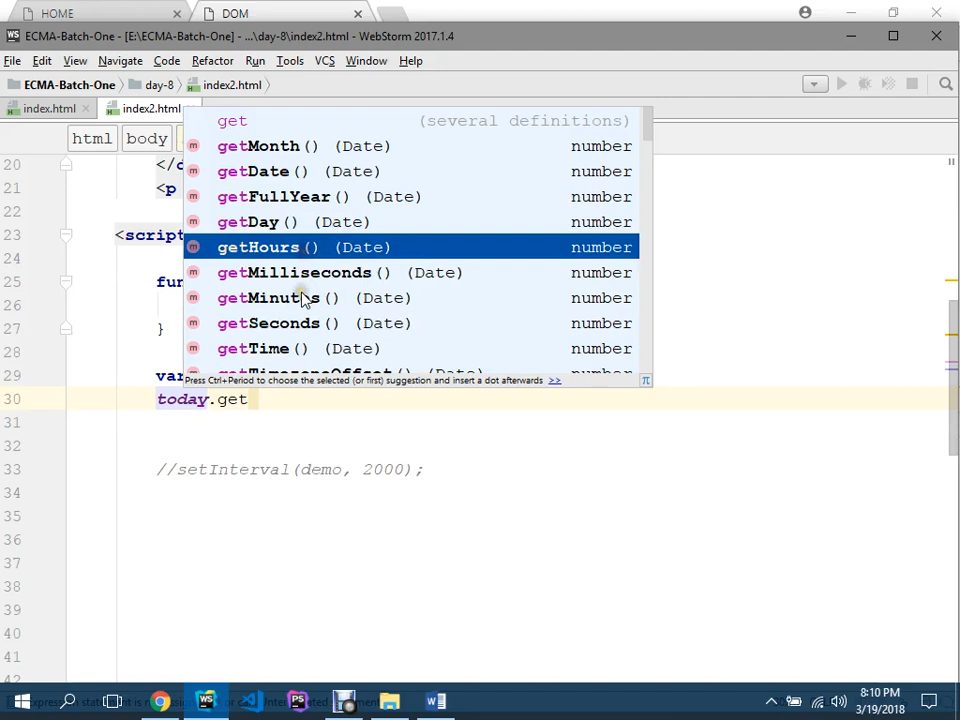 HOME
DOM
ECMA-Batch-One - [E:\ECMA-Batch-One] - ...\day-8\index2.html - WebStorm 2017.1.4
File Edit View Navigate Code Refactor Run Tools VCS Window Help
ECMA-Batch-One day-8 index2.html
index.html index2.html
html body
get (several definitions)
getMonth() (Date) number
getDate() (Date) number
getFullYear() (Date) number
getDay() (Date) number
getHours() (Date) number
getMilliseconds() (Date) number
getMinutes() (Date) number
getSeconds() (Date) number
getTime() (Date) number
getTimezoneOffset() (Date) number
Press Ctrl+Period to choose the selected (or first) suggestion and insert a dot afterwards >> π
20 </
21 <p
22
23 <script
24
25 fun
26
27 }
28
29 var
30 today.get
31
32
33 //setInterval(demo, 2000);
34
35
36
37
38
39
40
41
42
8:10 PM
3/19/2018